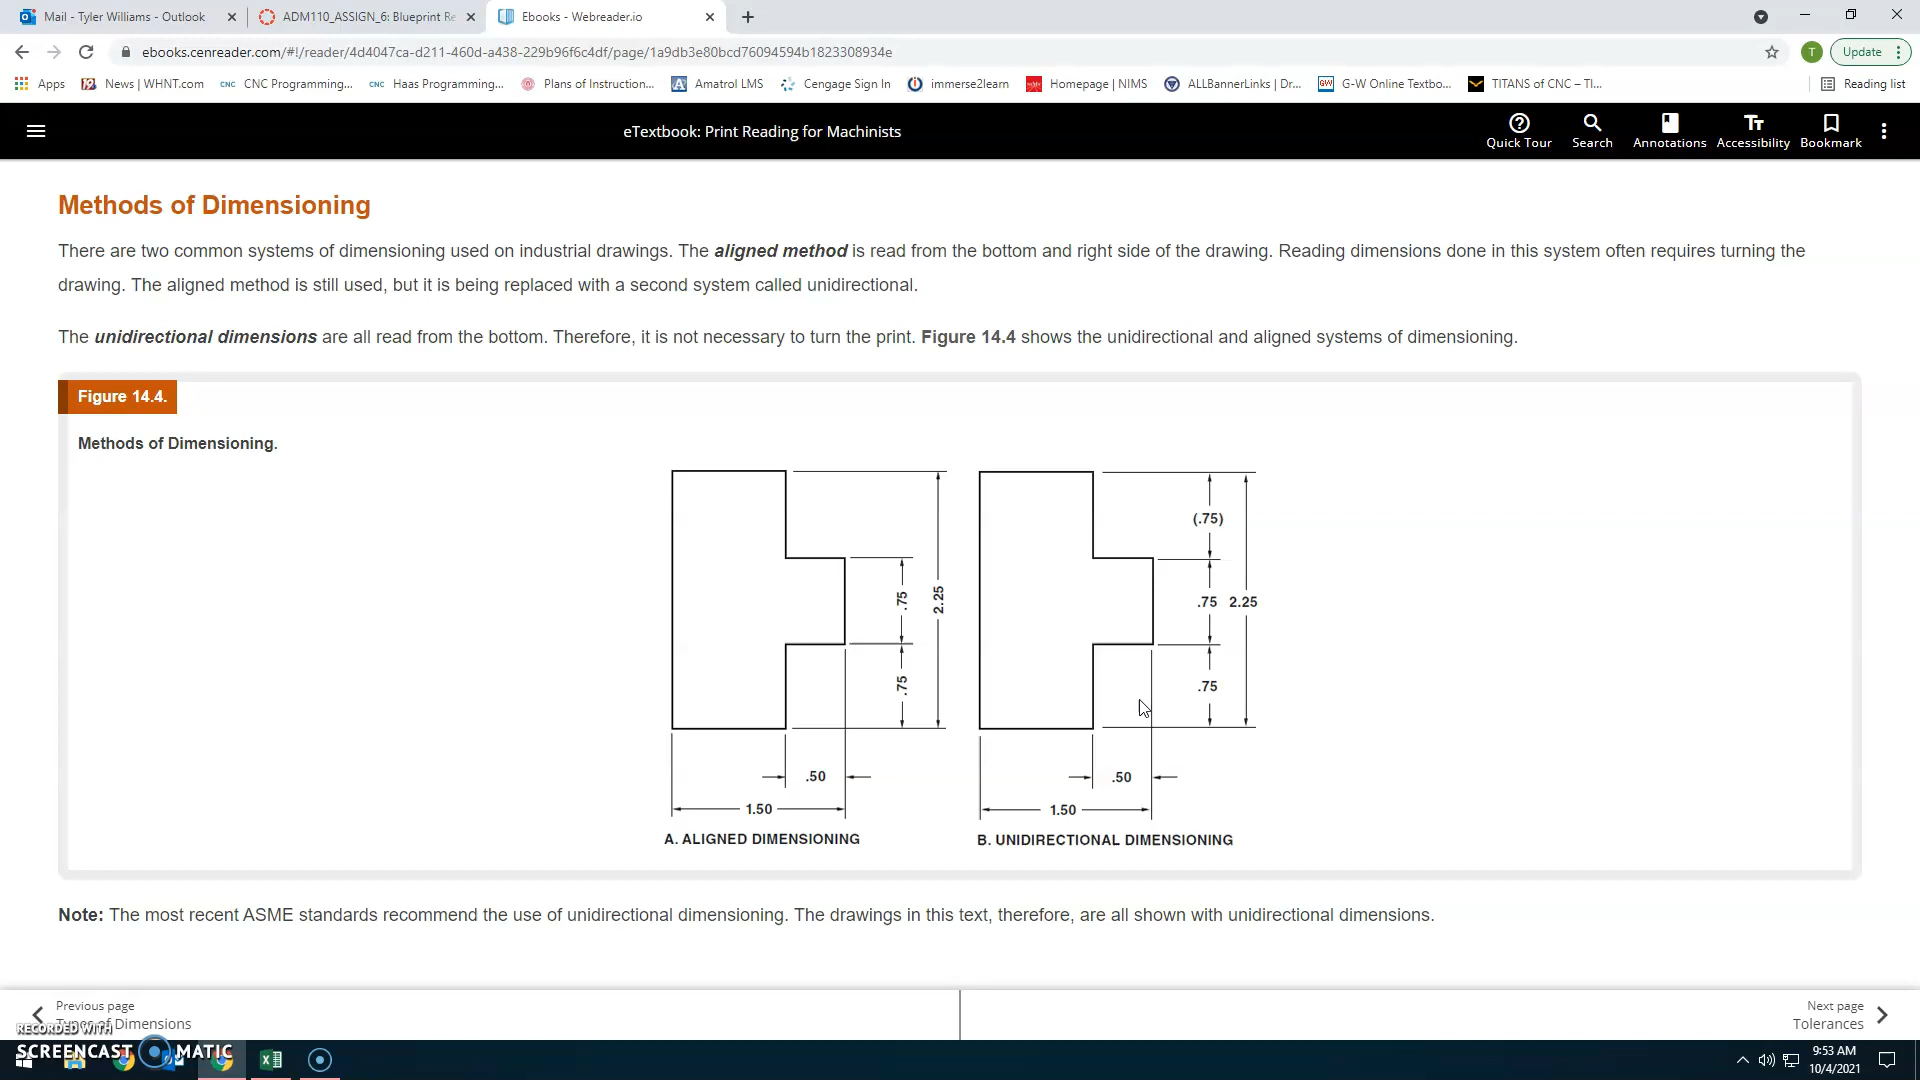 Mail - Tyler Williams - Outlook
ADM110_ASSIGN_6: Blueprint Re
Ebooks - Webreader.io
ebooks.cenreader.com/#!/reader/4d4047ca-d211-460d-a438-229b96f6c4df/page/1a9db3e80bcd76094594b1823308934e
T
Update
Apps
News | WHNT.com
CNC Programming...
Haas Programming...
Plans of Instruction...
Amatrol LMS
Cengage Sign In
immerse2learn
Homepage | NIMS
ALLBannerLinks | Dr...
G-W Online Textbo...
TITANS of CNC – TI...
Reading list
eTextbook: Print Reading for Machinists
Quick Tour
Search
Annotations
Accessibility
Bookmark
Methods of Dimensioning
There are two common systems of dimensioning used on industrial drawings. The aligned method is read from the bottom and right side of the drawing. Reading dimensions done in this system often requires turning the
drawing. The aligned method is still used, but it is being replaced with a second system called unidirectional.
The unidirectional dimensions are all read from the bottom. Therefore, it is not necessary to turn the print. Figure 14.4 shows the unidirectional and aligned systems of dimensioning.
Figure 14.4.
Methods of Dimensioning.
.75
2.25
.75
.50
1.50
A. ALIGNED DIMENSIONING
(.75)
.75 2.25
.75
.50
1.50
B. UNIDIRECTIONAL DIMENSIONING
Note: The most recent ASME standards recommend the use of unidirectional dimensioning. The drawings in this text, therefore, are all shown with unidirectional dimensions.
Previous page
Types of Dimensions
Next page
Tolerances
RECORDED WITH
SCREENCAST MATIC
9:53 AM
10/4/2021